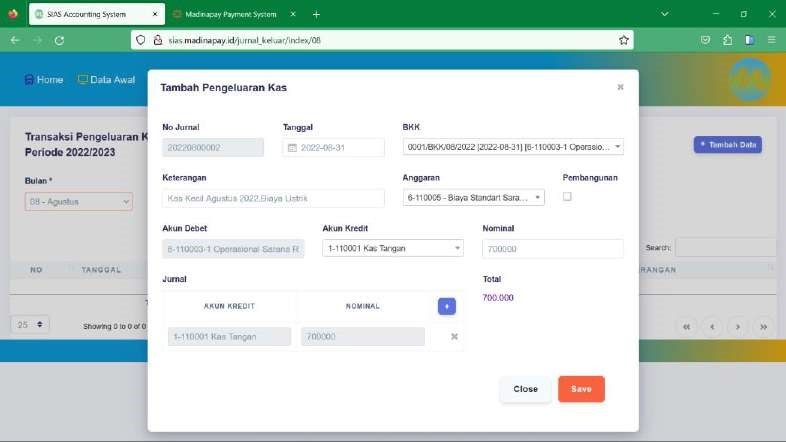 SIAS Accounting System
Madinapay Payment System
sias.madinapay.id/jurnal_keluar/index/08
Home
Data Awal
Tambah Pengeluaran Kas
Transaksi Pengeluaran K
Periode 2022/2023
+ Tambah Data
Bulan *
08 - Agustus
No Jurnal
Tanggal
BKK
20220800002
2022-08-31
0001/BKK/08/2022 [2022-08-31] [6-110003-1 Operasio...
Keterangan
Anggaran
Pembangunan
Kas Kecil Agustus 2022,Biaya Listrik
6-110005 - Biaya Standart Sara...
Akun Debet
Akun Kredit
Nominal
6-110003-1 Operasional Sarana R
1-110001 Kas Tangan
700000
Search:
NO
TANGGAL
RANGAN
Jurnal
Total
AKUN KREDIT
NOMINAL
+
700.000
1-110001 Kas Tangan
700000
25
Showing 0 to 0 of 0
Close
Save